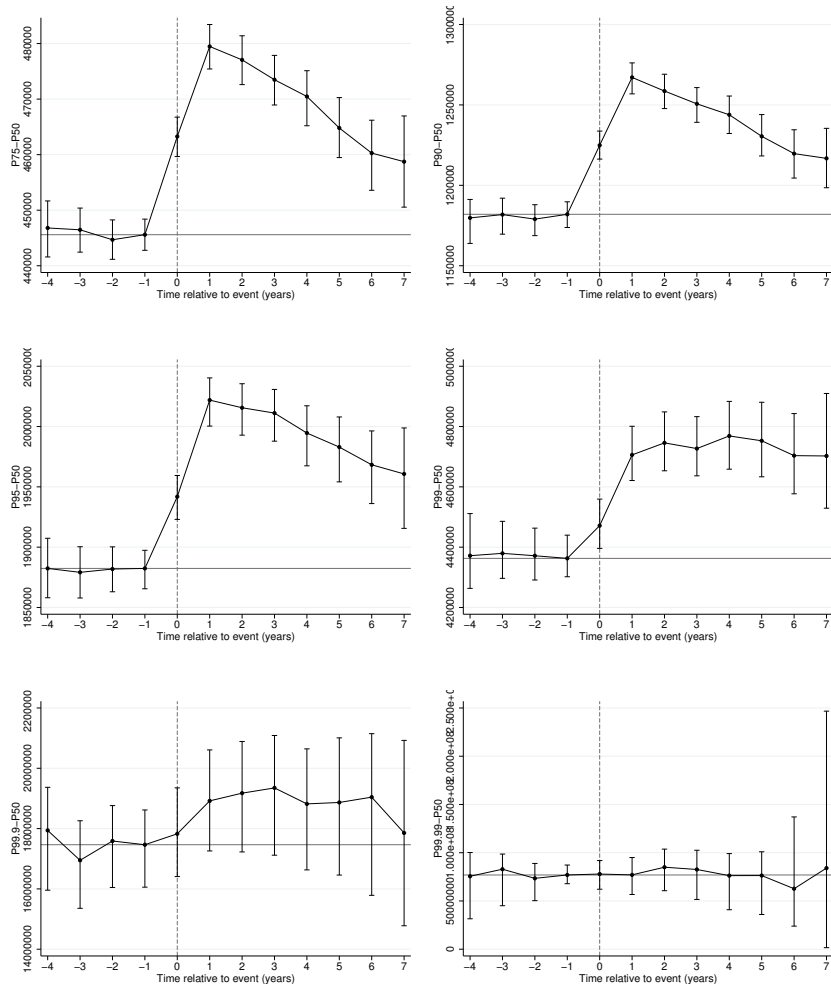 P75−P50
480000
470000
460000
450000
440000
−4 −3 −2 −1 0 1 2 3 4 5 6 7
Time relative to event (years)
P90−P50
1250000
1200000
1150000
−4 −3 −2 −1 0 1 2 3 4 5 6 7
Time relative to event (years)
P95−P50
2050000
2000000
1950000
1900000
1850000
−4 −3 −2 −1 0 1 2 3 4 5 6 7
Time relative to event (years)
P99−P50
4800000
4600000
4400000
4200000
−4 −3 −2 −1 0 1 2 3 4 5 6 7
Time relative to event (years)
P99.9−P50
22000000
20000000
18000000
16000000
14000000
−4 −3 −2 −1 0 1 2 3 4 5 6 7
Time relative to event (years)
P99.99−P50
0
−4 −3 −2 −1 0 1 2 3 4 5 6 7
Time relative to event (years)